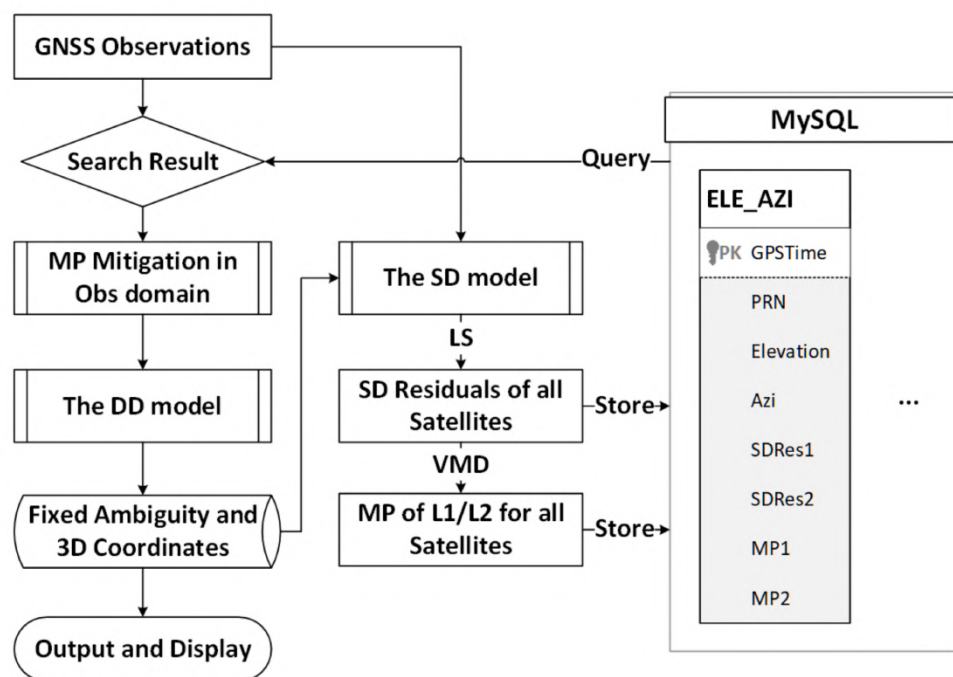 GNSS Observations
Search Result
MP Mitigation in
Obs domain
The DD model
Fixed Ambiguity and
3D Coordinates
Output and Display
The SD model
LS
SD Residuals of all
Satellites
VMD
MP of L1/L2 for all
Satellites
Query
Store
Store
MySQL
ELE_AZI
PK GPSTime
PRN
Elevation
Azi
SDRes1
SDRes2
MP1
MP2
...